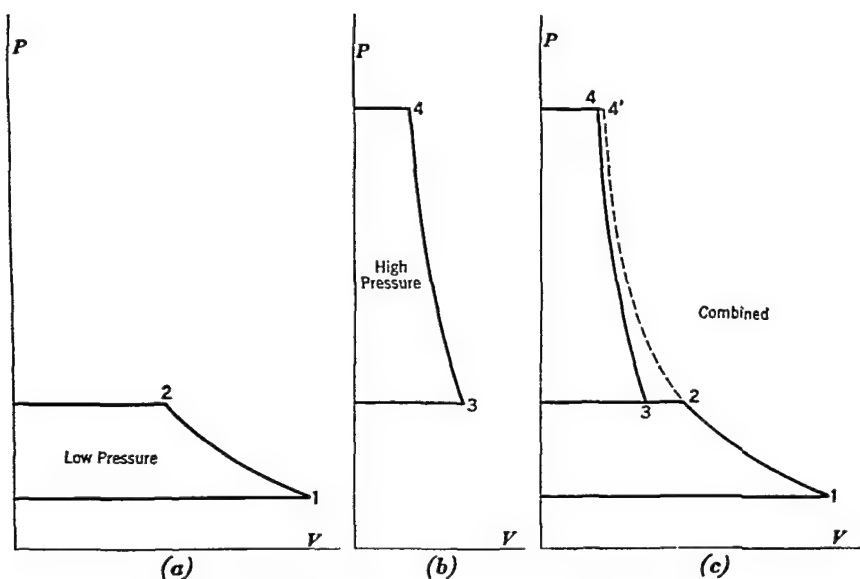 P
2
Low Pressure
1
V
(a)
P
4
High
Pressure
3
V
(b)
P
4 4'
Combined
3
2
1
V
(c)